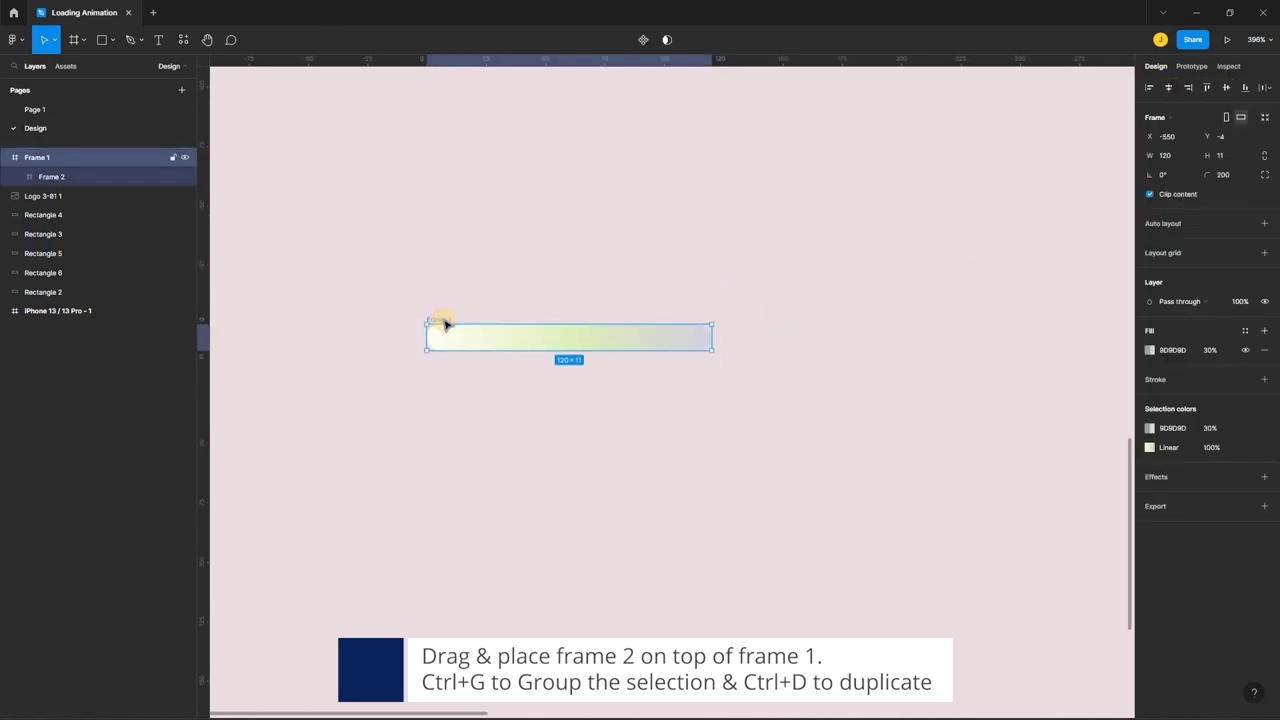 Loading Animation
J
Share
396%
Layers
Assets
Design
Design
Prototype
Inspect
Pages
Page 1
Design
Frame 1
Frame 2
Logo 3-01 1
Rectangle 4
Rectangle 3
Rectangle 5
Rectangle 6
Rectangle 2
iPhone 13 / 13 Pro - 1
0
120
120 × 11
Frame
X -550
Y -4
W 120
H 11
0°
200
Clip content
Auto layout
Layout grid
Layer
Pass through
100%
Fill
9D9D9D 30%
Stroke
Selection colors
9D9D9D 30%
Linear 100%
Effects
Export
?
Drag & place frame 2 on top of frame 1.
Ctrl+G to Group the selection & Ctrl+D to duplicate